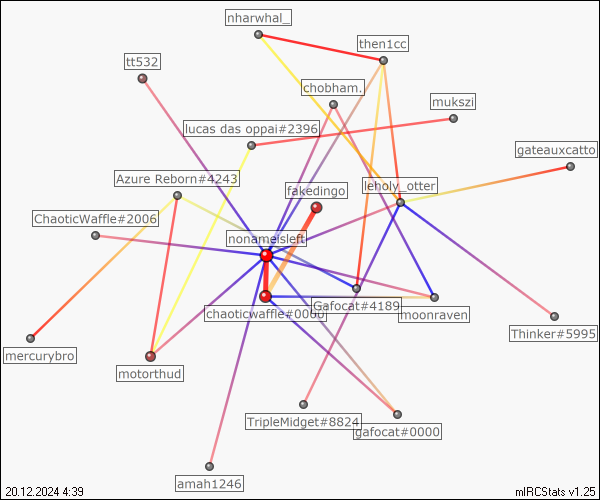 nharwhal_
then1cc
tt532
chobham.
mukszi
lucas das oppai#2396
gateauxcatto
Azure Reborn#4243
fakedingo
leholy_otter
ChaoticWaffle#2006
nonameisleft
chaoticwaffle#0000
Gafocat#4189
moonraven
Thinker#5995
mercurybro
motorthud
TripleMidget#8824
gafocat#0000
amah1246
20.12.2024 4:39
mIRCStats v1.25